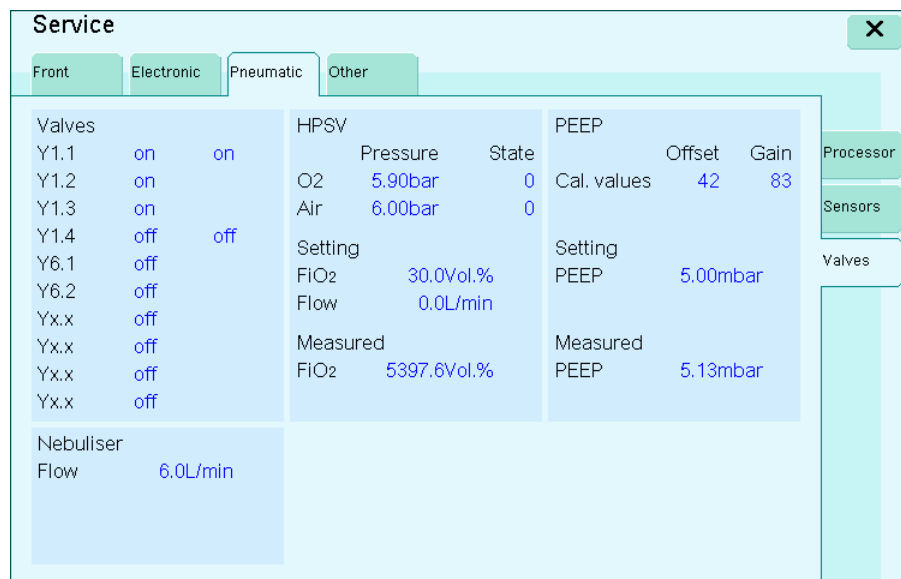 Service
Front Electronic Pneumatic Other
Valves
Y1.1 on on
Y1.2 on
Y1.3 on
Y1.4 off off
Y6.1 off
Y6.2 off
Yx.x off
Yx.x off
Yx.x off
Yx.x off
Nebuliser
Flow 6.0L/min
HPSV
Pressure State
O2 5.90bar 0
Air 6.00bar 0
Setting
FiO2 30.0Vol.%
Flow 0.0L/min
Measured
FiO2 5397.6Vol.%
PEEP
Offset Gain
Cal. values 42 83
Setting
PEEP 5.00mbar
Measured
PEEP 5.13mbar
Processor
Sensors
Valves